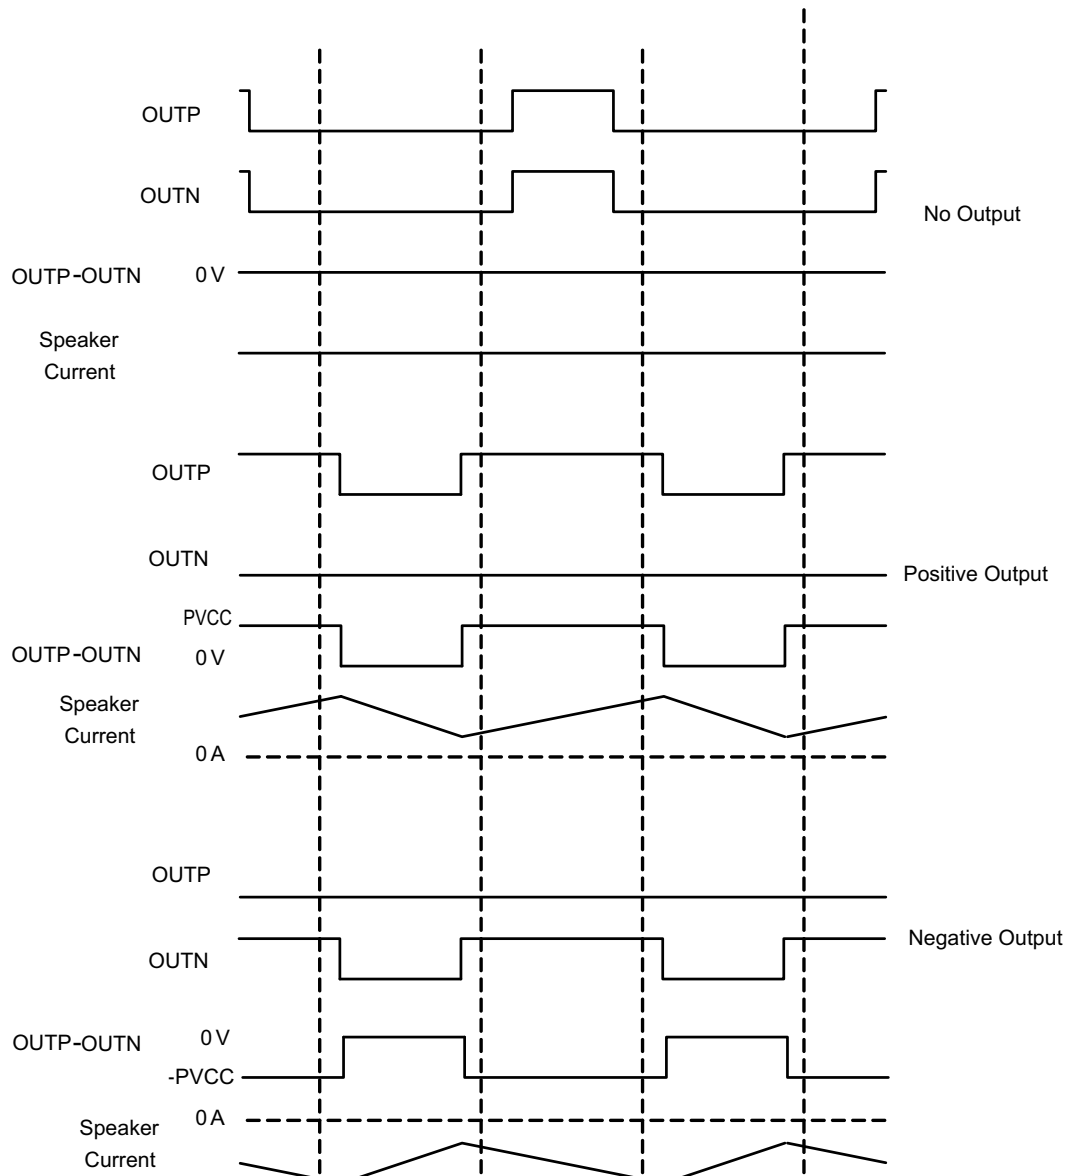 OUTP
OUTN
No Output
OUTP-OUTN 0 V
Speaker
Current
OUTP
OUTN
Positive Output
PVCC
OUTP-OUTN 0 V
Speaker
Current
0 A
OUTP
Negative Output
OUTN
OUTP-OUTN 0 V
-PVCC
0 A
Speaker
Current